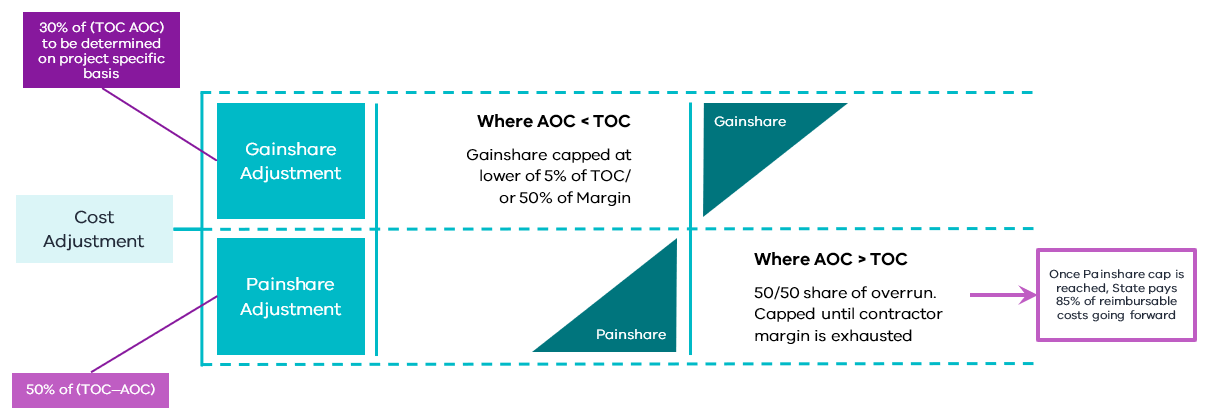 30% of (TOC AOC)
to be determined
on project specific
basis
Gainshare
Adjustment
Where AOC < TOC
Gainshare capped at
lower of 5% of TOC/
or 50% of Margin
Gainshare
Cost
Adjustment
Painshare
Adjustment
Painshare
Where AOC > TOC
50/50 share of overrun.
Capped until contractor
margin is exhausted
Once Painshare cap is
reached, State pays
85% of reimbursable
costs going forward
50% of (TOC–AOC)